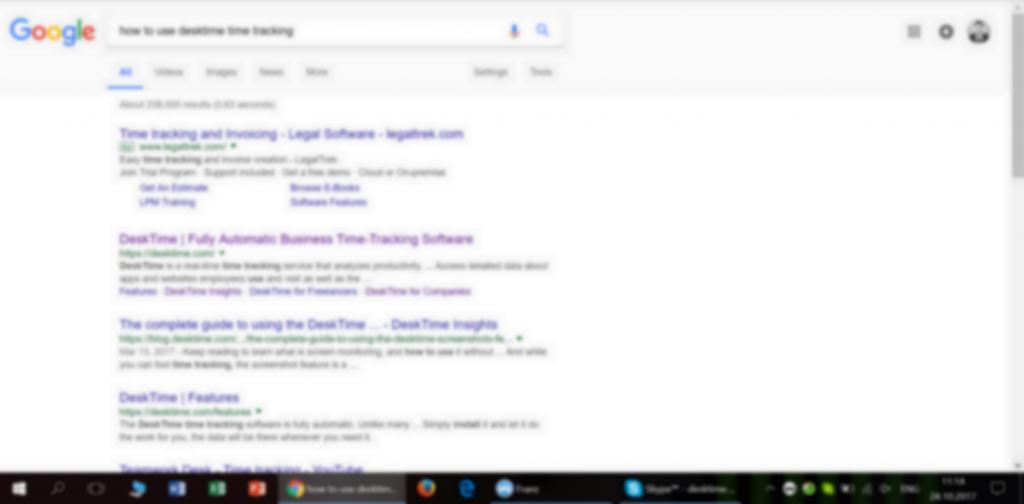 Google
how to use desktime time tracking
All Videos Images News More Settings Tools
About 236,000 results (0.63 seconds)
Time tracking and Invoicing - Legal Software - legaltrek.com
Ad www.legaltrek.com/
Easy time tracking and invoice creation - LegalTrek.
Join Trial Program · Support included · Get a free demo · Cloud or On-premise
Get An Estimate Browse E-Books
LPM Training Software Features
DeskTime | Fully Automatic Business Time-Tracking Software
https://desktime.com/
DeskTime is a real-time time tracking service that analyzes productivity. ... Access detailed data about
apps and websites employees use and visit as well as the ...
Features · DeskTime Insights · DeskTime for Freelancers · DeskTime for Companies
The complete guide to using the DeskTime ... - DeskTime Insights
https://blog.desktime.com/.../the-complete-guide-to-using-the-desktime-screenshots-fe...
Mar 13, 2017 - Keep reading to learn what is screen monitoring, and how to use it without ... And while
you can fool time tracking, the screenshot feature is a ...
DeskTime | Features
https://desktime.com/features
The DeskTime time tracking software is fully automatic. Unlike many ... Simply install it and let it do
the work for you, the data will be there whenever you need it.
Teamwork Desk - Time tracking - YouTube
how to use desktim...
Franz
Skype™ - desktime...
ENG
11:14
24.10.2017